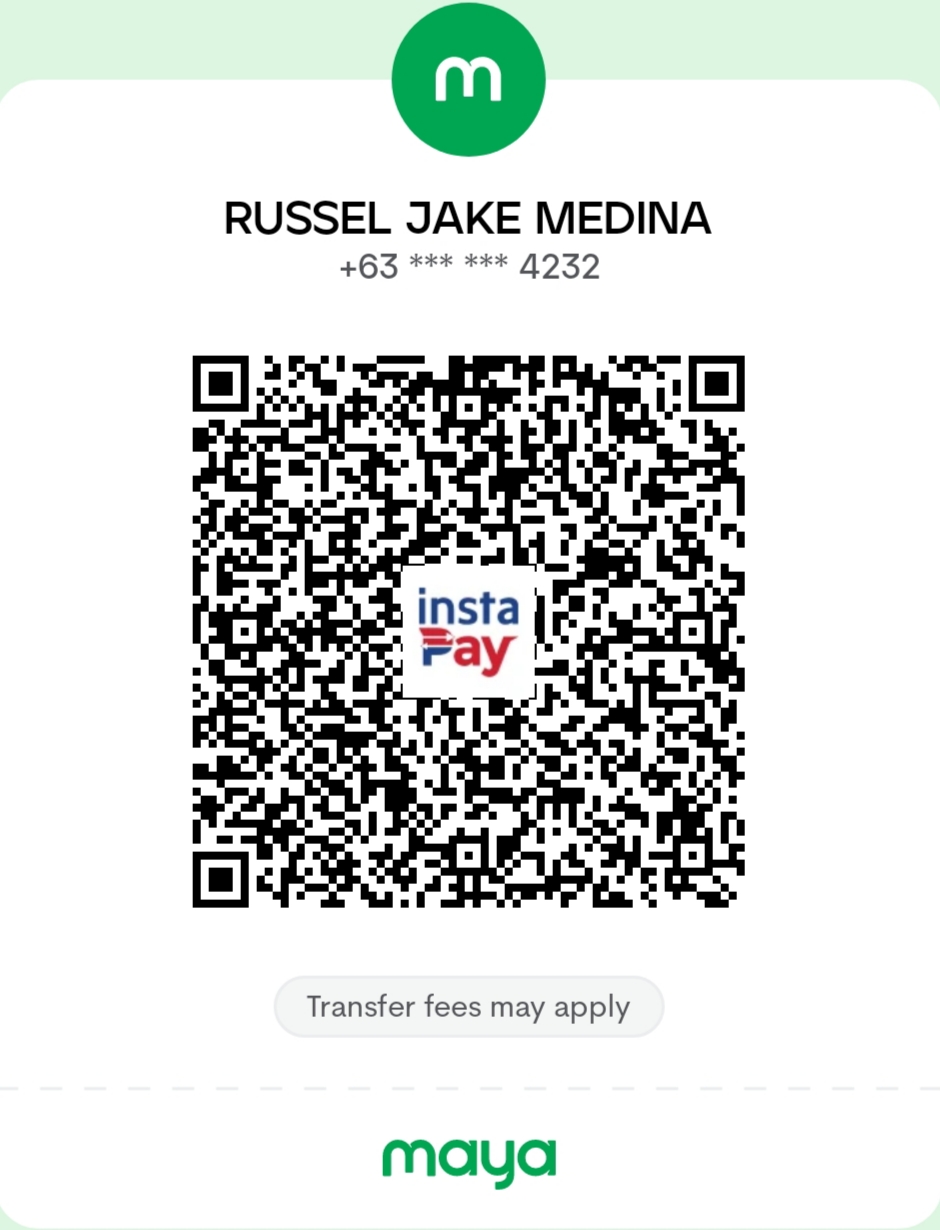 m
RUSSEL JAKE MEDINA
+63 *** *** 4232
insta
Pay
Transfer fees may apply
maya